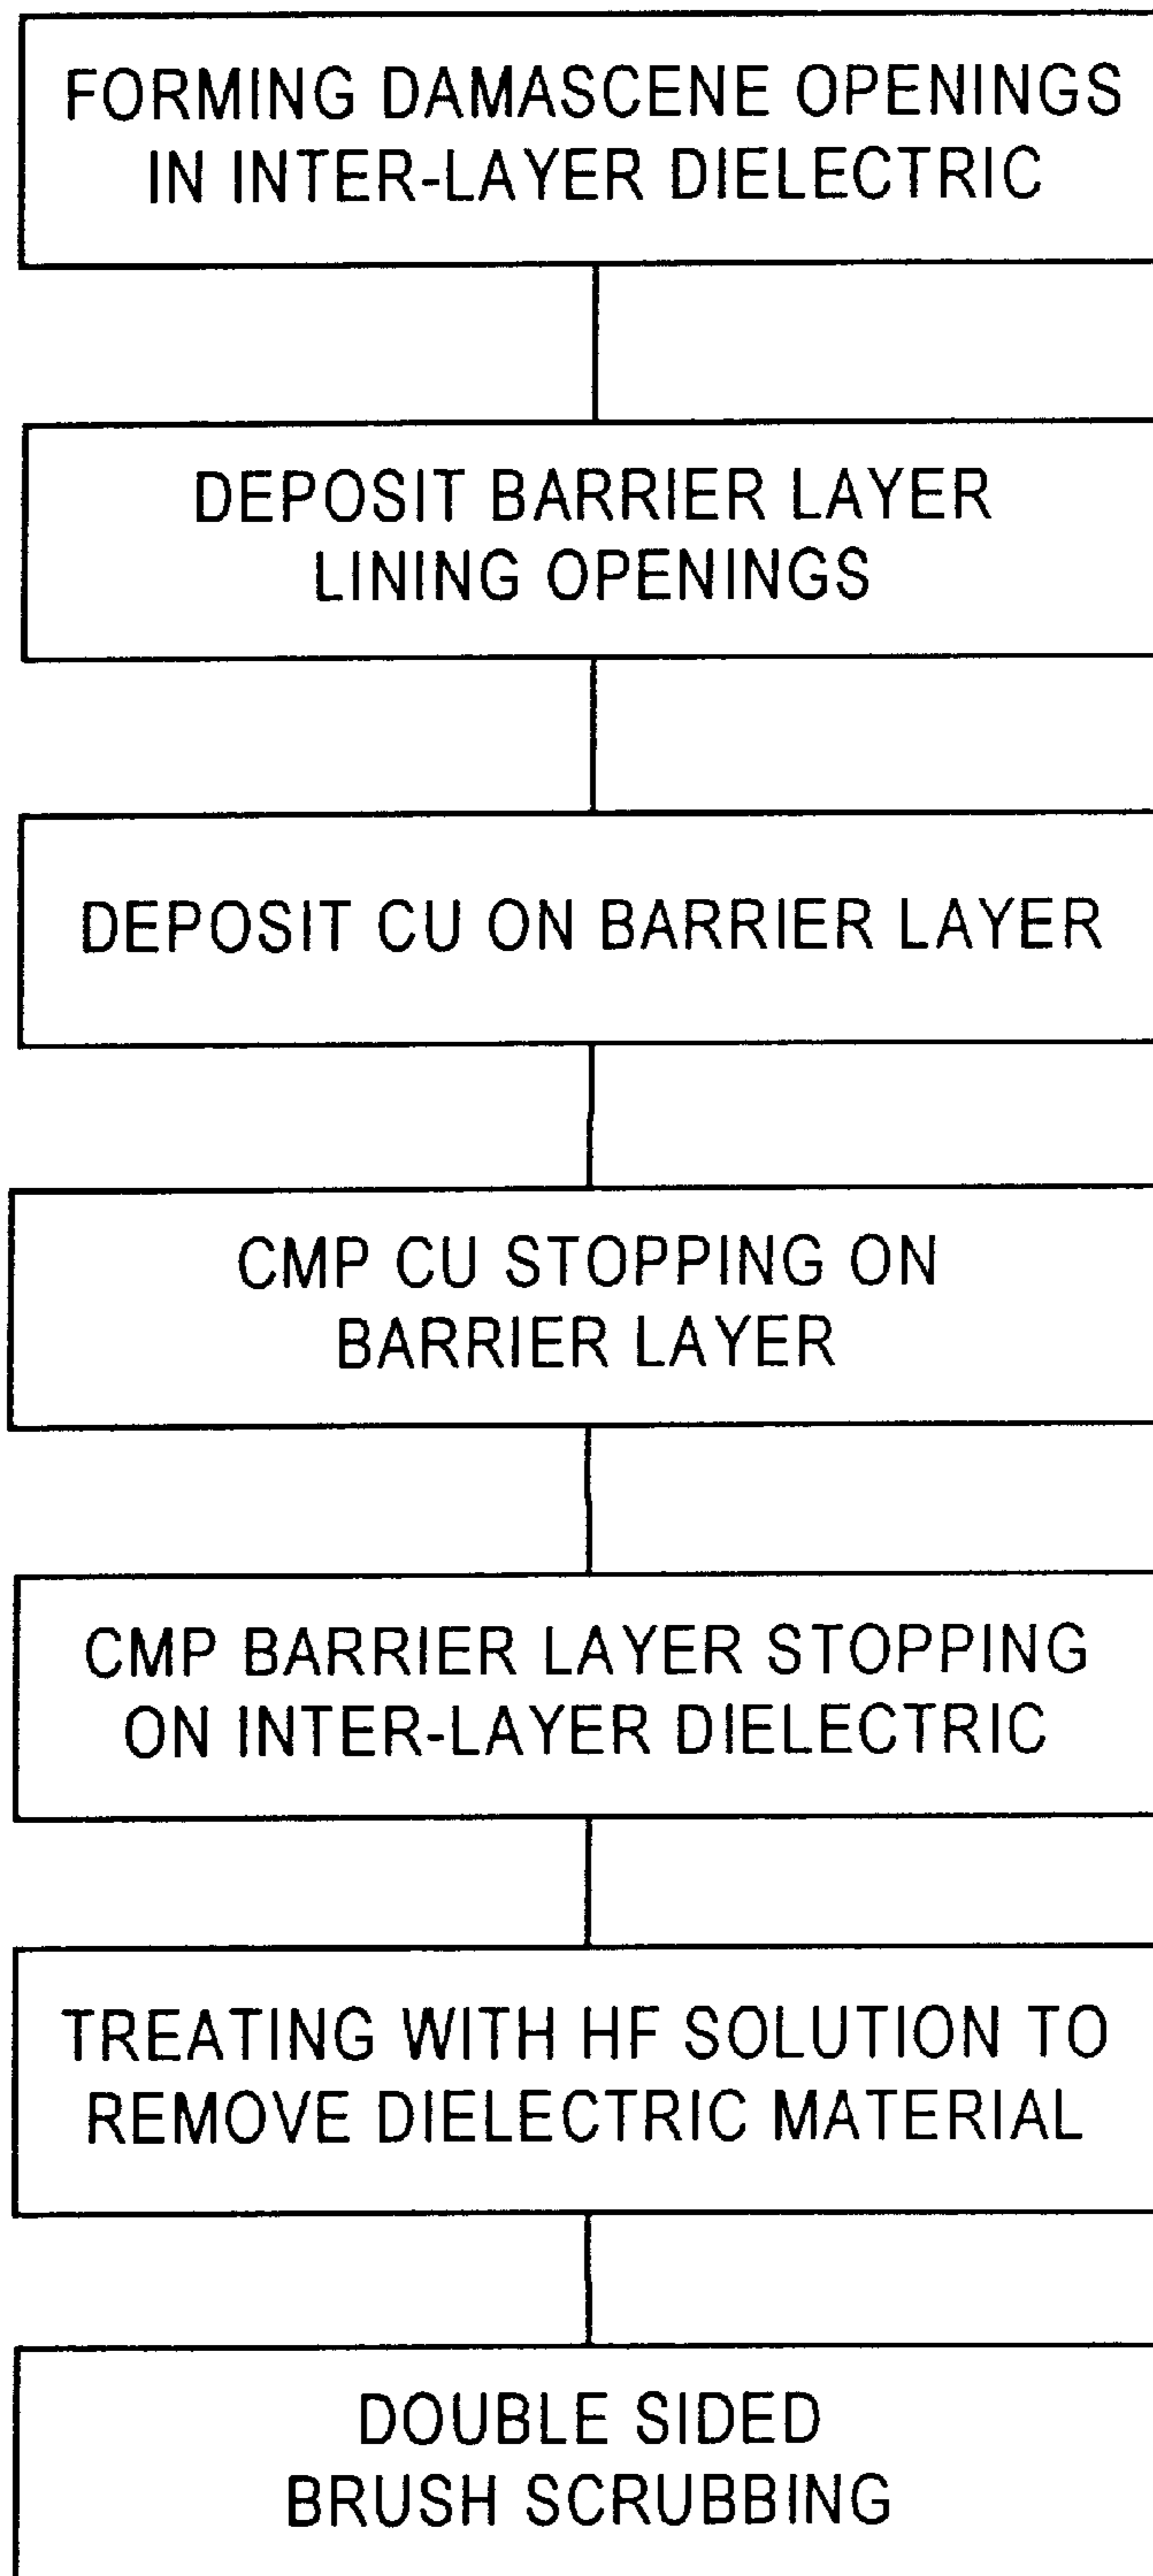 FORMING DAMASCENE OPENINGS
IN INTER-LAYER DIELECTRIC
DEPOSIT BARRIER LAYER
LINING OPENINGS
DEPOSIT CU ON BARRIER LAYER
CMP CU STOPPING ON
BARRIER LAYER
CMP BARRIER LAYER STOPPING
ON INTER-LAYER DIELECTRIC
TREATING WITH HF SOLUTION TO
REMOVE DIELECTRIC MATERIAL
DOUBLE SIDED
BRUSH SCRUBBING